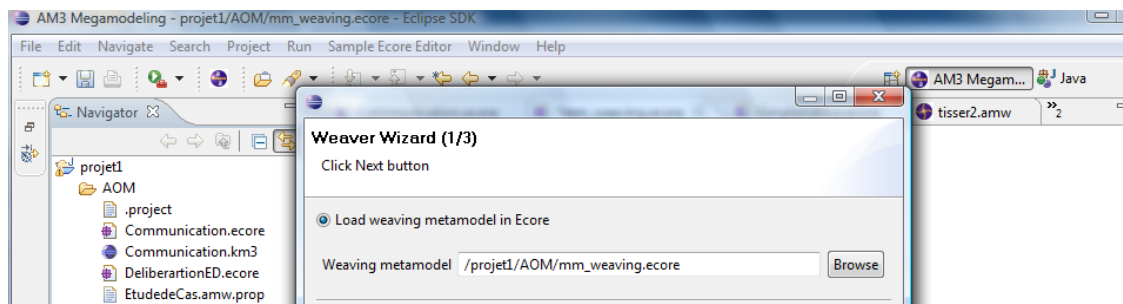 AM3 Megamodeling - projet1/AOM/mm_weaving.ecore - Eclipse SDK
File Edit Navigate Search Project Run Sample Ecore Editor Window Help
AM3 Megam... Java
Navigator
tisser2.amw
»2
Weaver Wizard (1/3)
Click Next button
projet1
AOM
.project
Communication.ecore
Communication.km3
DeliberartionED.ecore
EtudedeCas.amw.prop
Load weaving metamodel in Ecore
Weaving metamodel /projet1/AOM/mm_weaving.ecore Browse